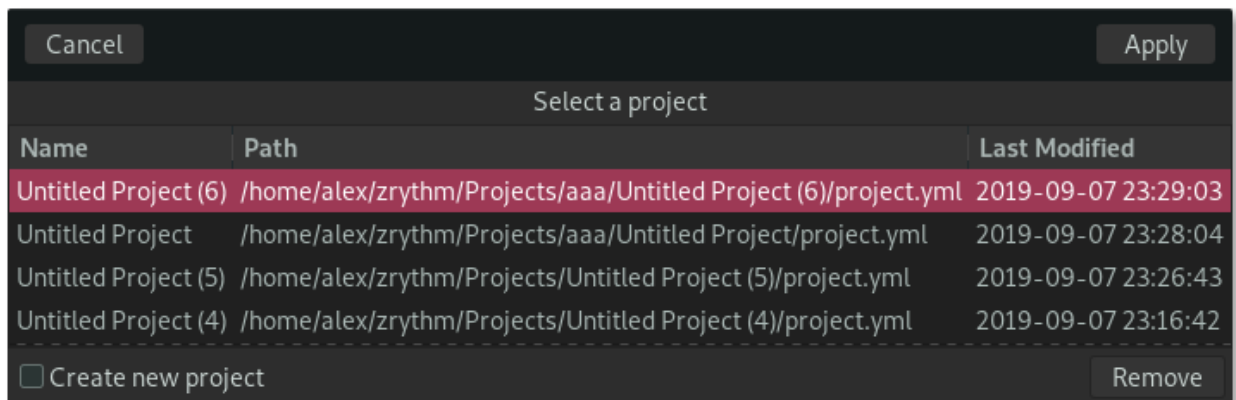 Cancel Apply
Select a project
Name Path Last Modified
Untitled Project (6) /home/alex/zrythm/Projects/aaa/Untitled Project (6)/project.yml 2019-09-07 23:29:03
Untitled Project /home/alex/zrythm/Projects/aaa/Untitled Project/project.yml 2019-09-07 23:28:04
Untitled Project (5) /home/alex/zrythm/Projects/Untitled Project (5)/project.yml 2019-09-07 23:26:43
Untitled Project (4) /home/alex/zrythm/Projects/Untitled Project (4)/project.yml 2019-09-07 23:16:42
Create new project Remove